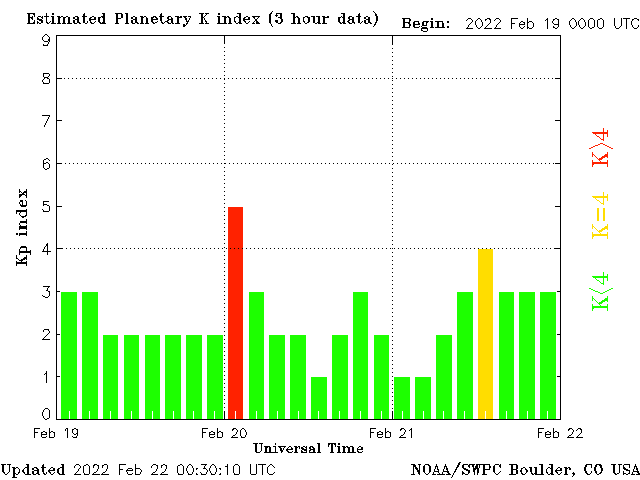 Estimated Planetary K index (3 hour data) Begin: 2022 Feb 19 0000 UTC
9
8
7
6
5
4
3
2
1
0
Kp index
K>4
K=4
K<4
Feb 19 Feb 20 Feb 21 Feb 22
Universal Time
Updated 2022 Feb 22 00:30:10 UTC NOAA/SWPC Boulder, CO USA